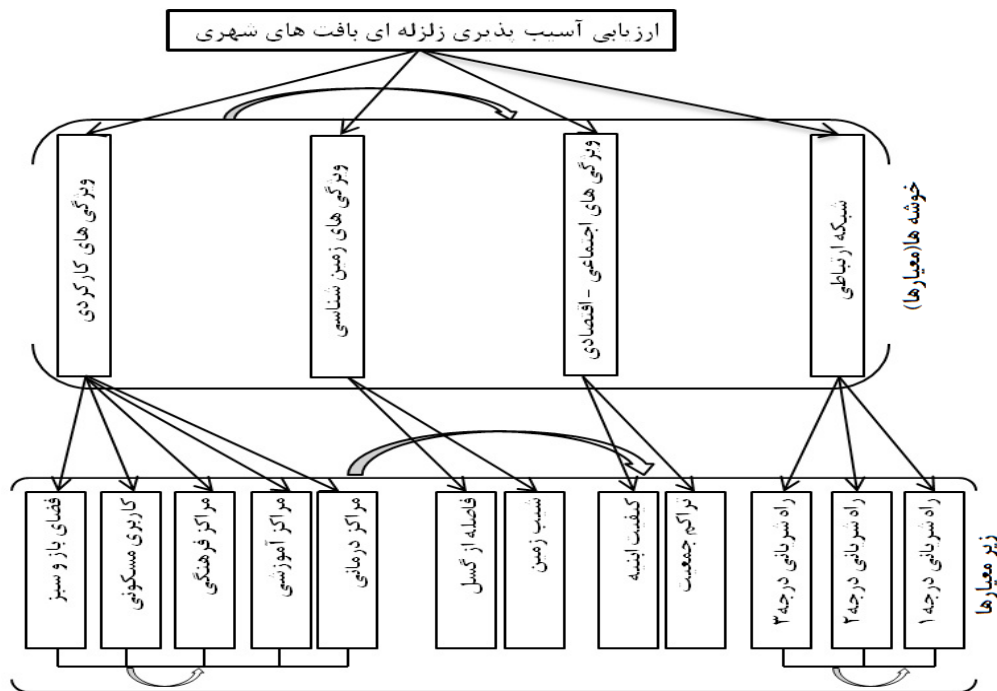 ارزیابی آسیب پذیری زلزله ای بافت های شهری
خوشه ها(معیارها)
شبکه ارتباطی
ویژگی های اجتماعی - اقتصادی
ویژگی های زمین شناسی
ویژگی های کارکردی
زیر معیارها
راه شریانی درجه ۱
راه شریانی درجه ۲
راه شریانی درجه ۳
تراکم جمعیت
کیفیت ابنیه
شیب زمین
فاصله از گسل
مراکز درمانی
مراکز آموزشی
مراکز فرهنگی
کاربری مسکونی
فضای باز و سبز